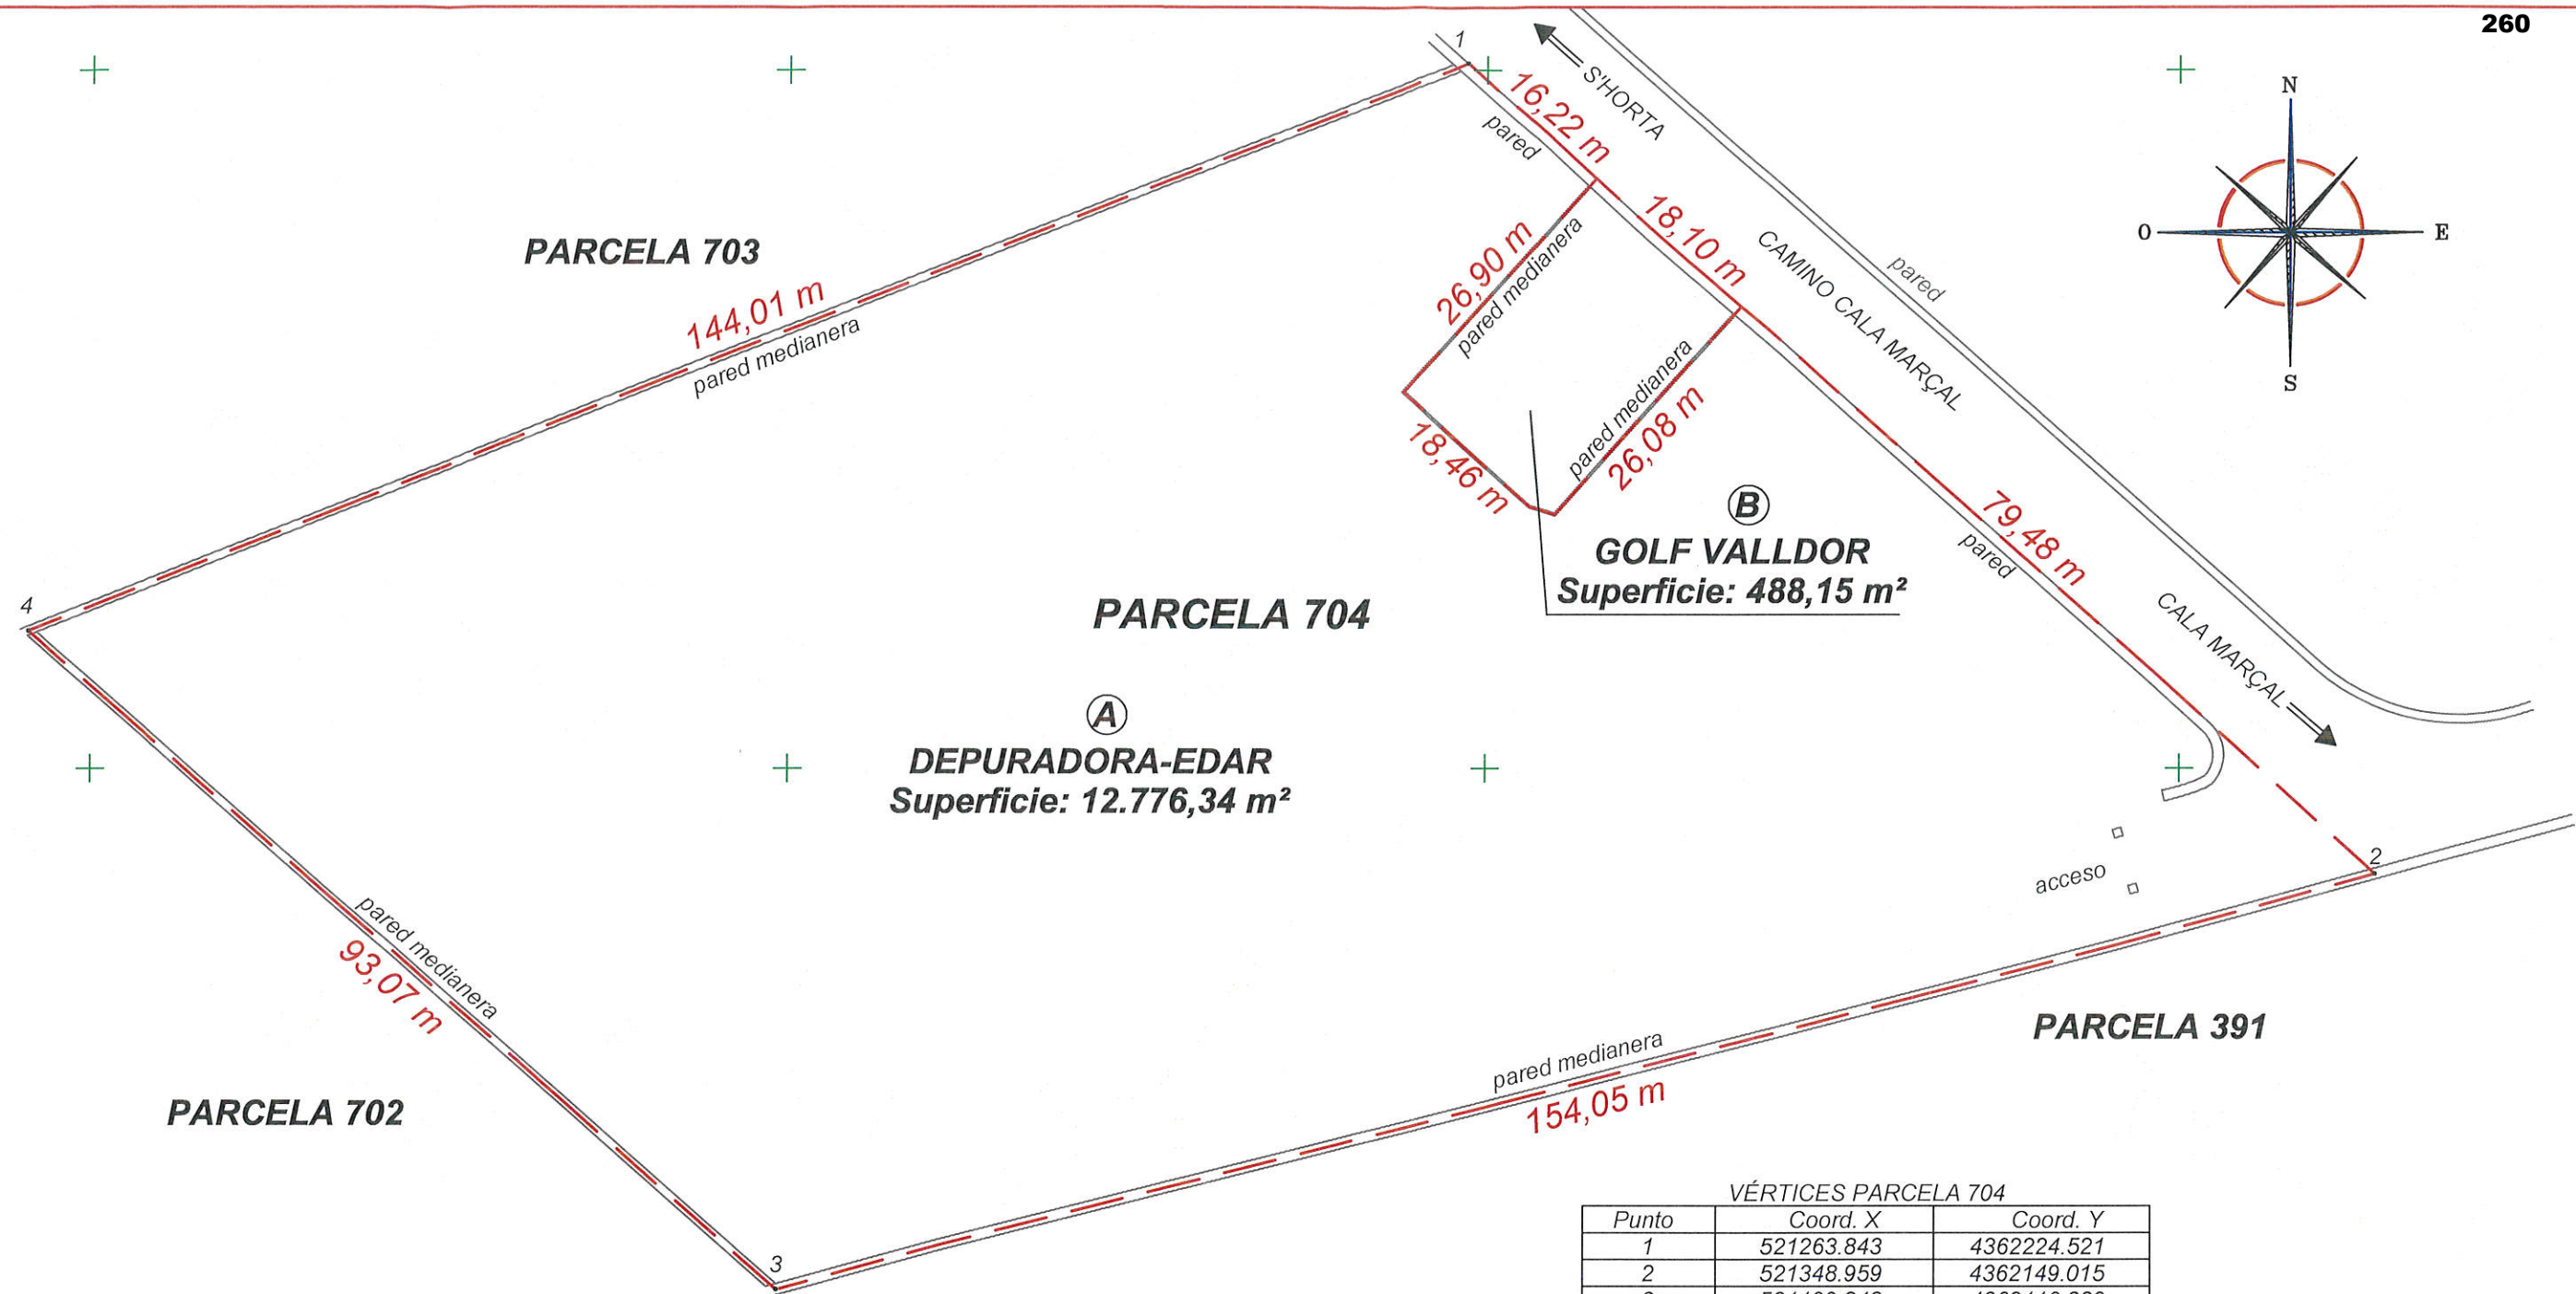 260
1
S'HORTA
16,22 m
pared
N
O
E
S
PARCELA 703
144,01 m
pared medianera
26,90 m
pared medianera
18,10 m
CAMINO CALA MARÇAL
pared
pared medianera
26,08 m
18,46 m
B
GOLF VALLDOR
Superficie: 488,15 m²
79,48 m
pared
4
PARCELA 704
CALA MARÇAL
A
DEPURADORA-EDAR
Superficie: 12.776,34 m²
2
acceso
pared medianera
93,07 m
PARCELA 391
pared medianera
154,05 m
PARCELA 702
3
VÉRTICES PARCELA 704
Punto Coord. X Coord. Y
1 521263.843 4362224.521
2 521348.959 4362149.015